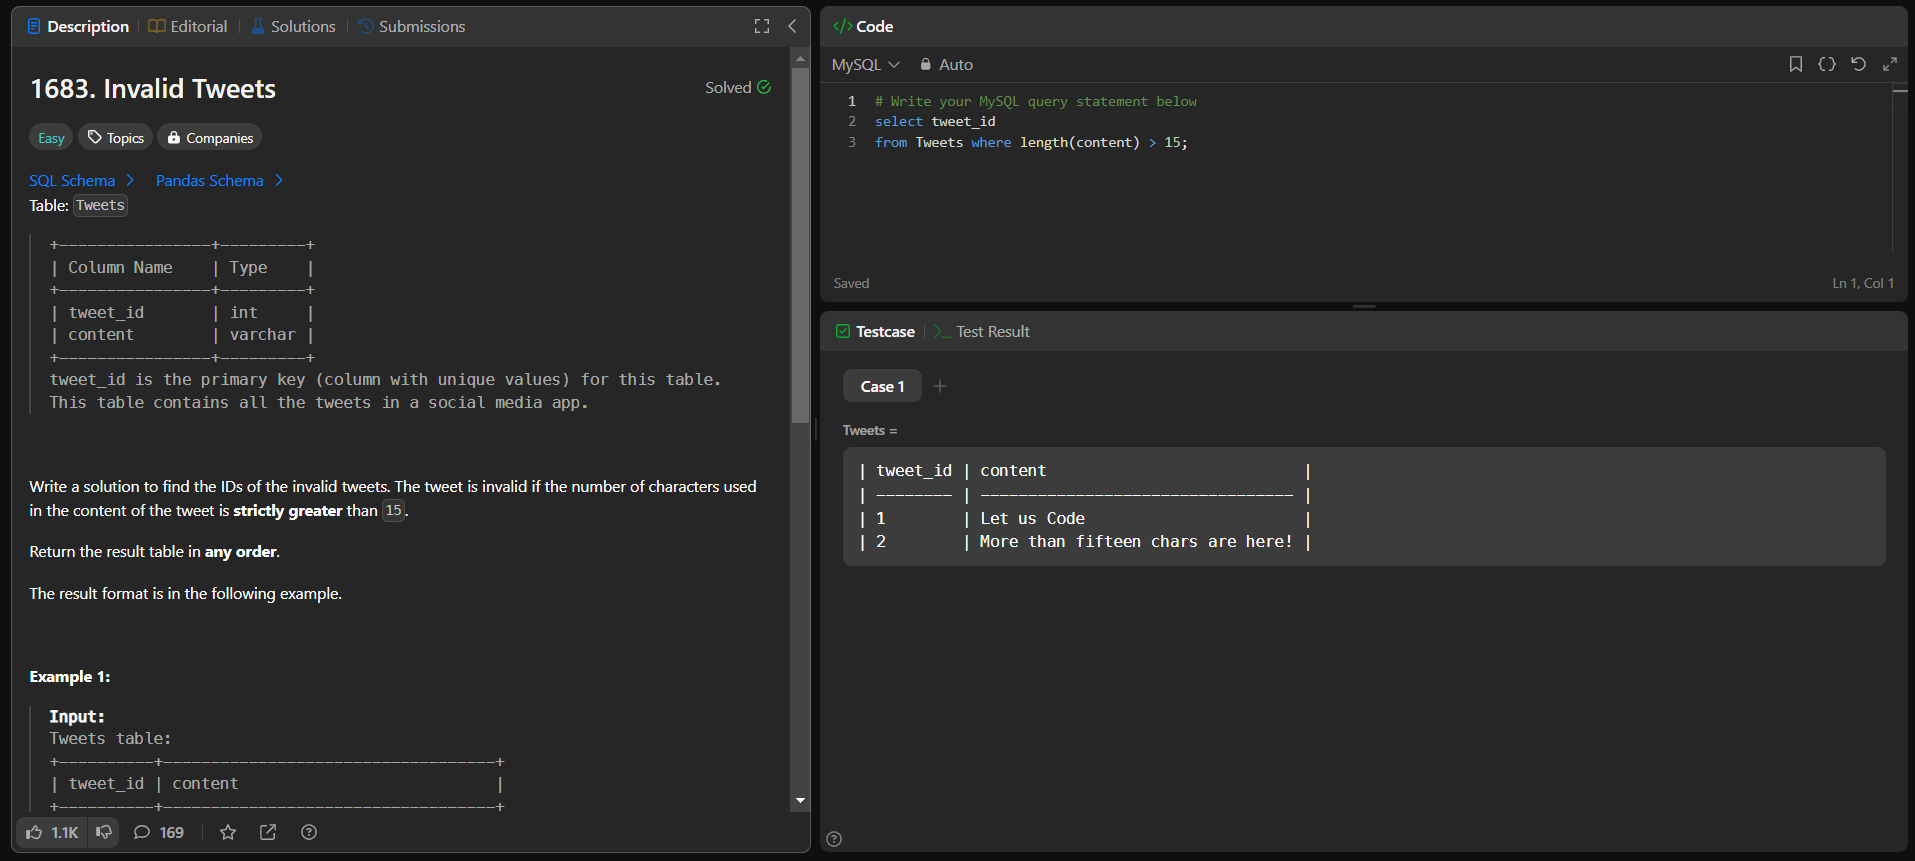 Description | Editorial | Solutions | Submissions
1683. Invalid Tweets
Solved
Easy Topics Companies
SQL Schema > Pandas Schema >
Table: Tweets
+----------------+---------+
| Column Name    | Type    |
+----------------+---------+
| tweet_id       | int     |
| content        | varchar |
+----------------+---------+
tweet_id is the primary key (column with unique values) for this table.
This table contains all the tweets in a social media app.
Write a solution to find the IDs of the invalid tweets. The tweet is invalid if the number of characters used
in the content of the tweet is strictly greater than 15.
Return the result table in any order.
The result format is in the following example.
Example 1:
Input:
Tweets table:
+----------+-----------------------------------+
| tweet_id | content                           |
+----------+-----------------------------------+
1.1K 169
</> Code
MySQL Auto
1 # Write your MySQL query statement below
2 select tweet_id
3 from Tweets where length(content) > 15;
Saved
Ln 1, Col 1
Testcase | >_ Test Result
Case 1 +
Tweets =
| tweet_id | content                           |
| -------- | --------------------------------- |
| 1        | Let us Code                       |
| 2        | More than fifteen chars are here! |